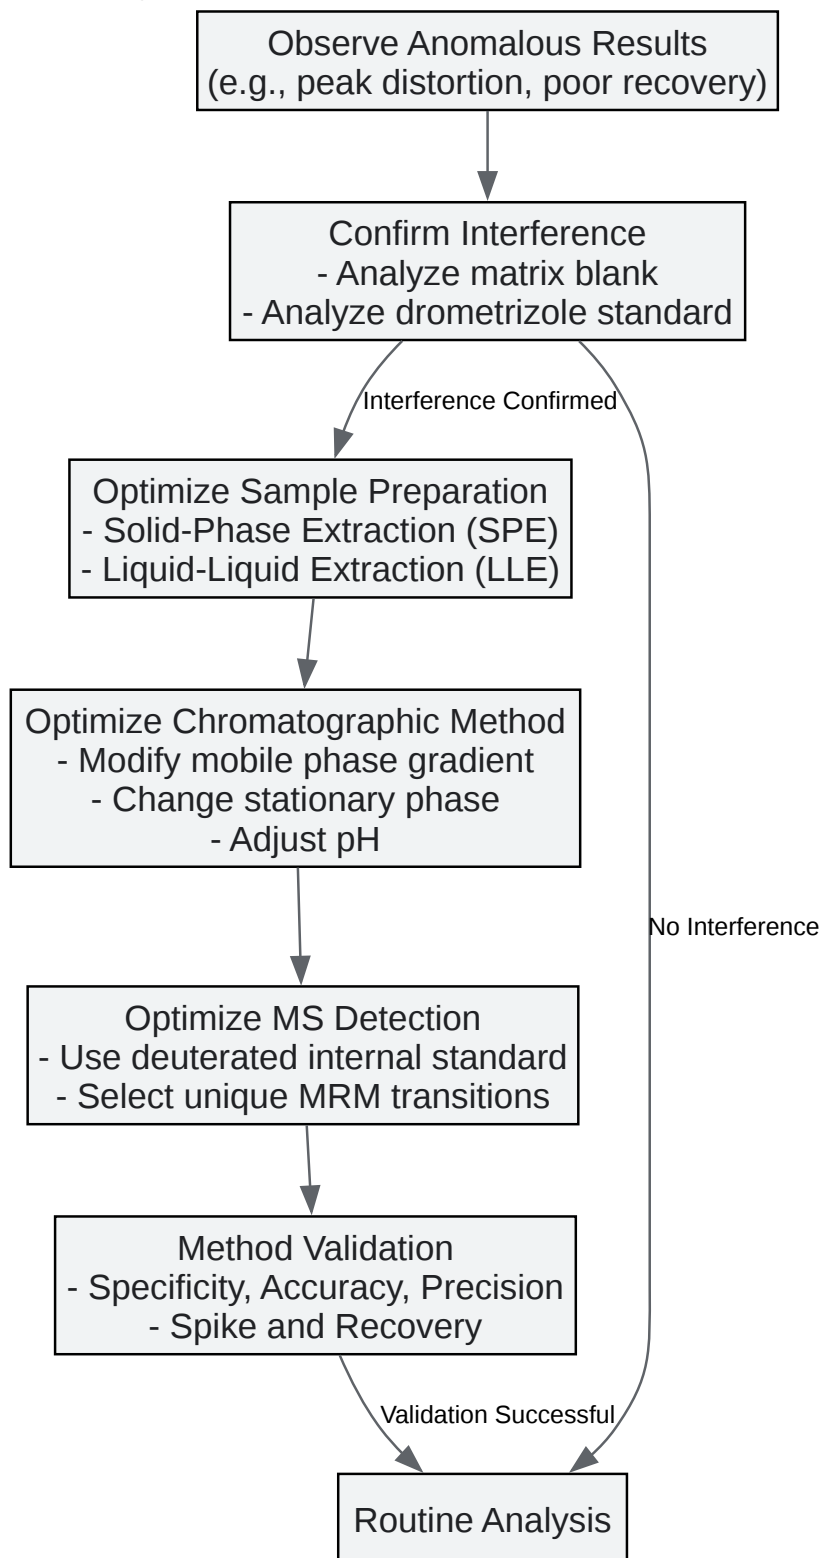 Observe Anomalous Results
(e.g., peak distortion, poor recovery)
Confirm Interference
- Analyze matrix blank
- Analyze drometrizole standard
Interference Confirmed
Optimize Sample Preparation
- Solid-Phase Extraction (SPE)
- Liquid-Liquid Extraction (LLE)
Optimize Chromatographic Method
- Modify mobile phase gradient
- Change stationary phase
- Adjust pH
No Interference
Optimize MS Detection
- Use deuterated internal standard
- Select unique MRM transitions
Method Validation
- Specificity, Accuracy, Precision
- Spike and Recovery
Validation Successful
Routine Analysis